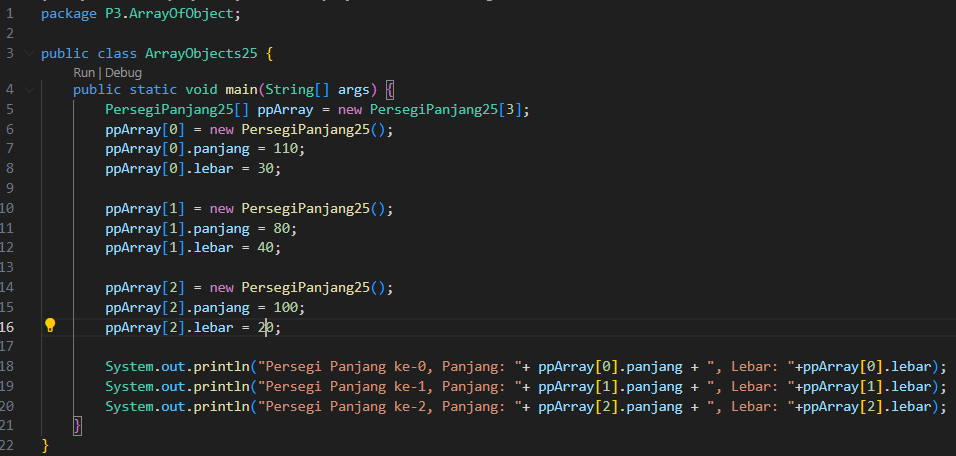 1 package P3.ArrayOfObject;
2
3 public class ArrayObjects25 {
Run | Debug
4 public static void main(String[] args) {
5 PersegiPanjang25[] ppArray = new PersegiPanjang25[3];
6 ppArray[0] = new PersegiPanjang25();
7 ppArray[0].panjang = 110;
8 ppArray[0].lebar = 30;
9
10 ppArray[1] = new PersegiPanjang25();
11 ppArray[1].panjang = 80;
12 ppArray[1].lebar = 40;
13
14 ppArray[2] = new PersegiPanjang25();
15 ppArray[2].panjang = 100;
16 ppArray[2].lebar = 20;
17
18 System.out.println("Persegi Panjang ke-0, Panjang: "+ ppArray[0].panjang + ", Lebar: "+ppArray[0].lebar);
19 System.out.println("Persegi Panjang ke-1, Panjang: "+ ppArray[1].panjang + ", Lebar: "+ppArray[1].lebar);
20 System.out.println("Persegi Panjang ke-2, Panjang: "+ ppArray[2].panjang + ", Lebar: "+ppArray[2].lebar);
21 }
22 }